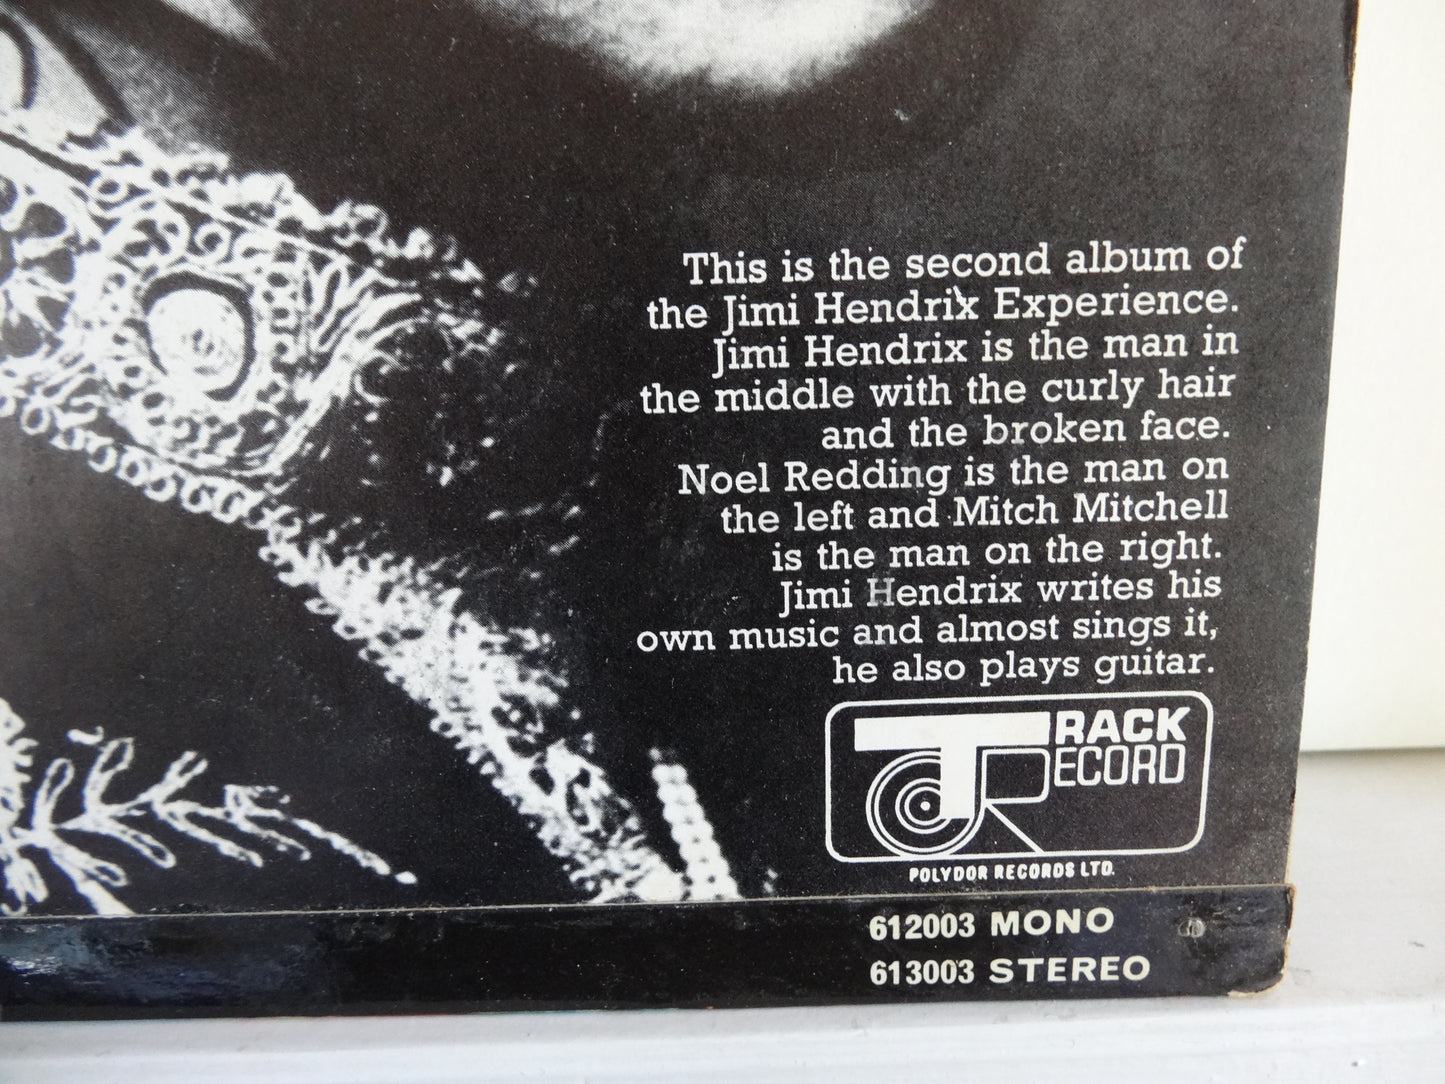 This is the second album of
the Jimi Hendrix Experience.
Jimi Hendrix is the man in
the middle with the curly hair
and the broken face.
Noel Redding is the man on
the left and Mitch Mitchell
is the man on the right.
Jimi Hendrix writes his
own music and almost sings it,
he also plays guitar.
TRACK
RECORD
POLYDOR RECORDS LTD.
612003 MONO
613003 STEREO